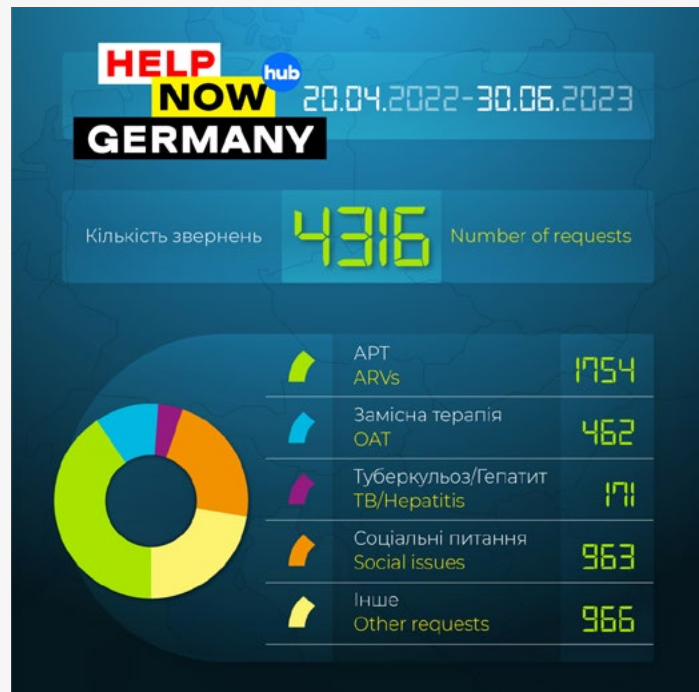 HELP
hub
NOW
GERMANY
20.04.2022-30.06.2023
Кількість звернень 4316 Number of requests
АРТ
ARVs
1754
Замісна терапія
OAT
462
Туберкульоз/Гепатит
TB/Hepatitis
171
Соціальні питання
Social issues
963
Інше
Other requests
966